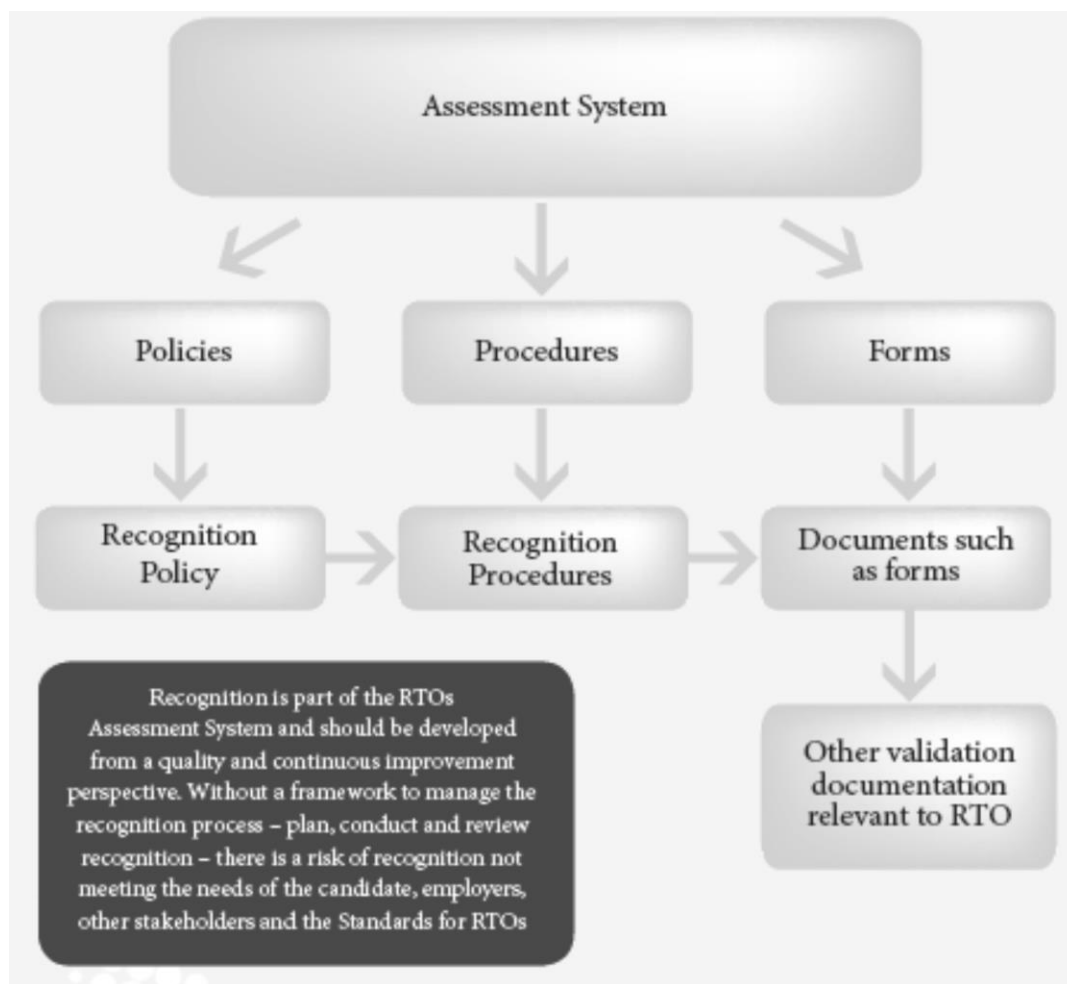 Assessment System
Policies
Procedures
Forms
Recognition
Policy
Recognition
Procedures
Documents such
as forms
Recognition is part of the RTOs
Assessment System and should be developed
from a quality and continuous improvement
perspective. Without a framework to manage the
recognition process – plan, conduct and review
recognition – there is a risk of recognition not
meeting the needs of the candidate, employers,
other stakeholders and the Standards for RTOs
Other validation
documentation
relevant to RTO